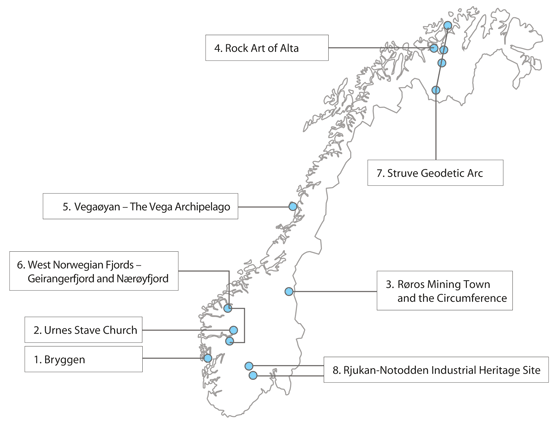 4. Rock Art of Alta
7. Struve Geodetic Arc
5. Vegaøyan – The Vega Archipelago
6. West Norwegian Fjords –
Geirangerfjord and Nærøyfjord
3. Røros Mining Town
and the Circumference
2. Urnes Stave Church
1. Bryggen
8. Rjukan-Notodden Industrial Heritage Site